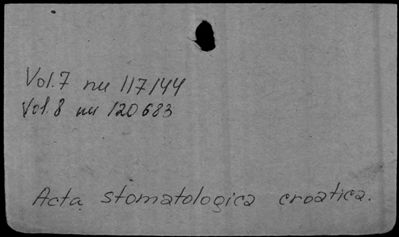 Vol.7 nu 117144
Vol.8 nu 120683
Acta stomatologica croatica.